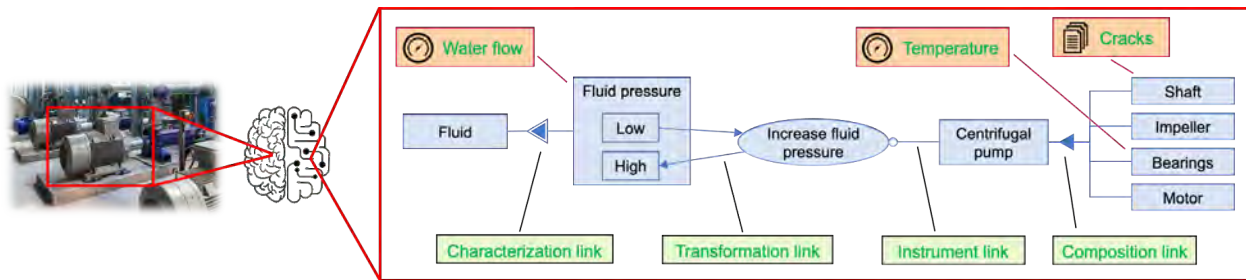 Water flow
Temperature
Cracks
Fluid pressure
Shaft
Fluid
Low
High
Increase fluid
pressure
Centrifugal
pump
Impeller
Bearings
Motor
Characterization link
Transformation link
Instrument link
Composition link